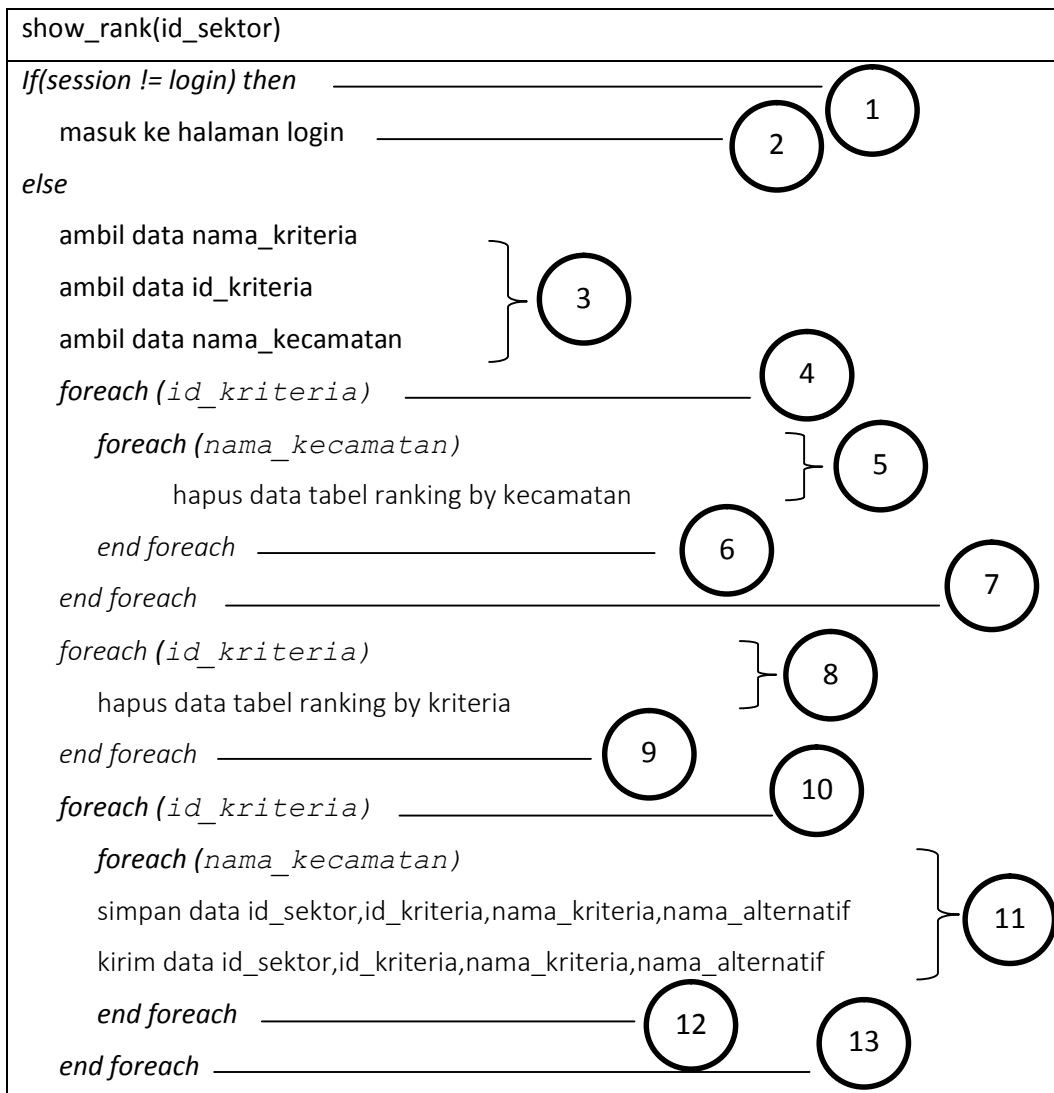 show_rank(id_sektor)
If(session != login) then
1
masuk ke halaman login
2
else
ambil data nama_kriteria
ambil data id_kriteria
3
ambil data nama_kecamatan
foreach (id_kriteria)
4
foreach (nama_kecamatan)
5
hapus data tabel ranking by kecamatan
end foreach
6
end foreach
7
foreach (id_kriteria)
8
hapus data tabel ranking by kriteria
end foreach
9
foreach (id_kriteria)
10
foreach (nama_kecamatan)
simpan data id_sektor,id_kriteria,nama_kriteria,nama_alternatif
11
kirim data id_sektor,id_kriteria,nama_kriteria,nama_alternatif
end foreach
12
end foreach
13